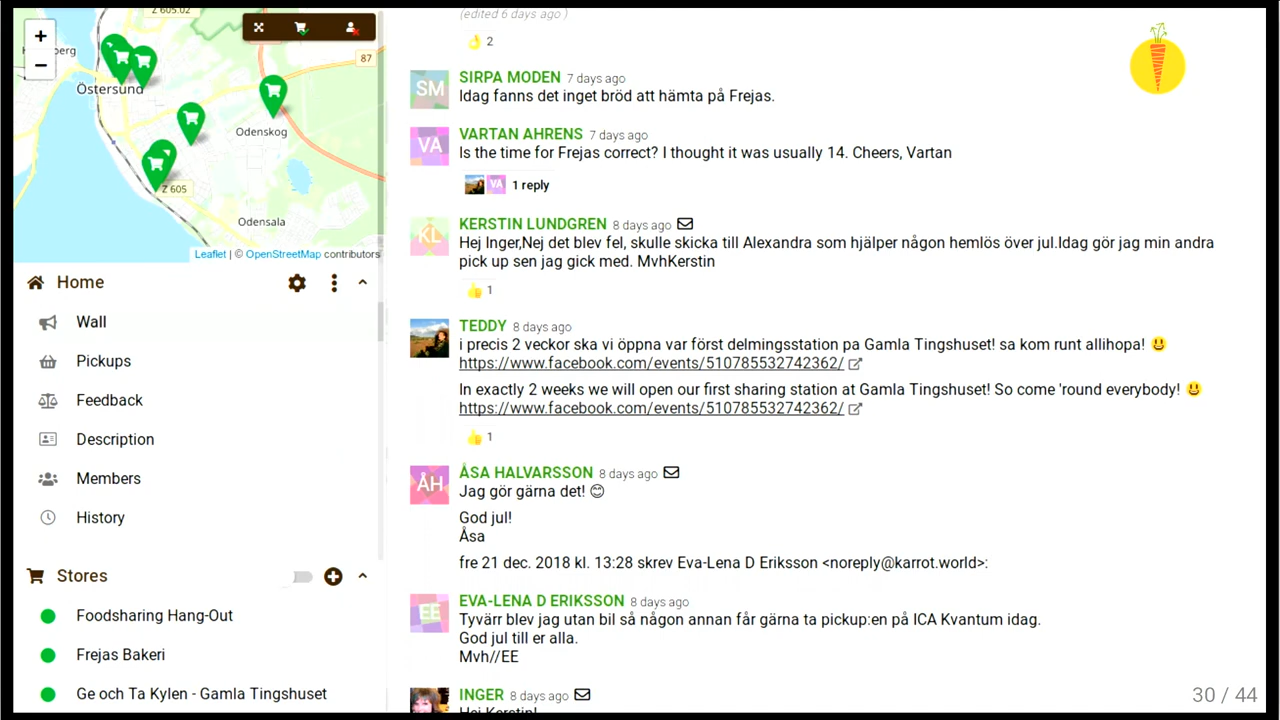 Z 605.02
87
+
−
Östersund
Odenskog
Z 605
Odensala
Leaflet | © OpenStreetMap contributors
Home
Wall
Pickups
Feedback
Description
Members
History
Stores
Foodsharing Hang-Out
Frejas Bakeri
Ge och Ta Kylen - Gamla Tingshuset
(edited 6 days ago )
2
SM
SIRPA MODEN 7 days ago
Idag fanns det inget bröd att hämta på Frejas.
VA
VARTAN AHRENS 7 days ago
Is the time for Frejas correct? I thought it was usually 14. Cheers, Vartan
VA
1 reply
KL
KERSTIN LUNDGREN 8 days ago
Hej Inger,Nej det blev fel, skulle skicka till Alexandra som hjälper någon hemlös över jul.Idag gör jag min andra
pick up sen jag gick med. MvhKerstin
1
TEDDY 8 days ago
i precis 2 veckor ska vi öppna var först delmingsstation pa Gamla Tingshuset! sa kom runt allihopa!
https://www.facebook.com/events/510785532742362/
In exactly 2 weeks we will open our first sharing station at Gamla Tingshuset! So come 'round everybody!
https://www.facebook.com/events/510785532742362/
1
ÅH
ÅSA HALVARSSON 8 days ago
Jag gör gärna det! 😊
God jul!
Åsa
fre 21 dec. 2018 kl. 13:28 skrev Eva-Lena D Eriksson <noreply@karrot.world>:
EE
EVA-LENA D ERIKSSON 8 days ago
Tyvärr blev jag utan bil så någon annan får gärna ta pickup:en på ICA Kvantum idag.
God jul till er alla.
Mvh//EE
INGER 8 days ago
Hej Kerstin!
30 / 44